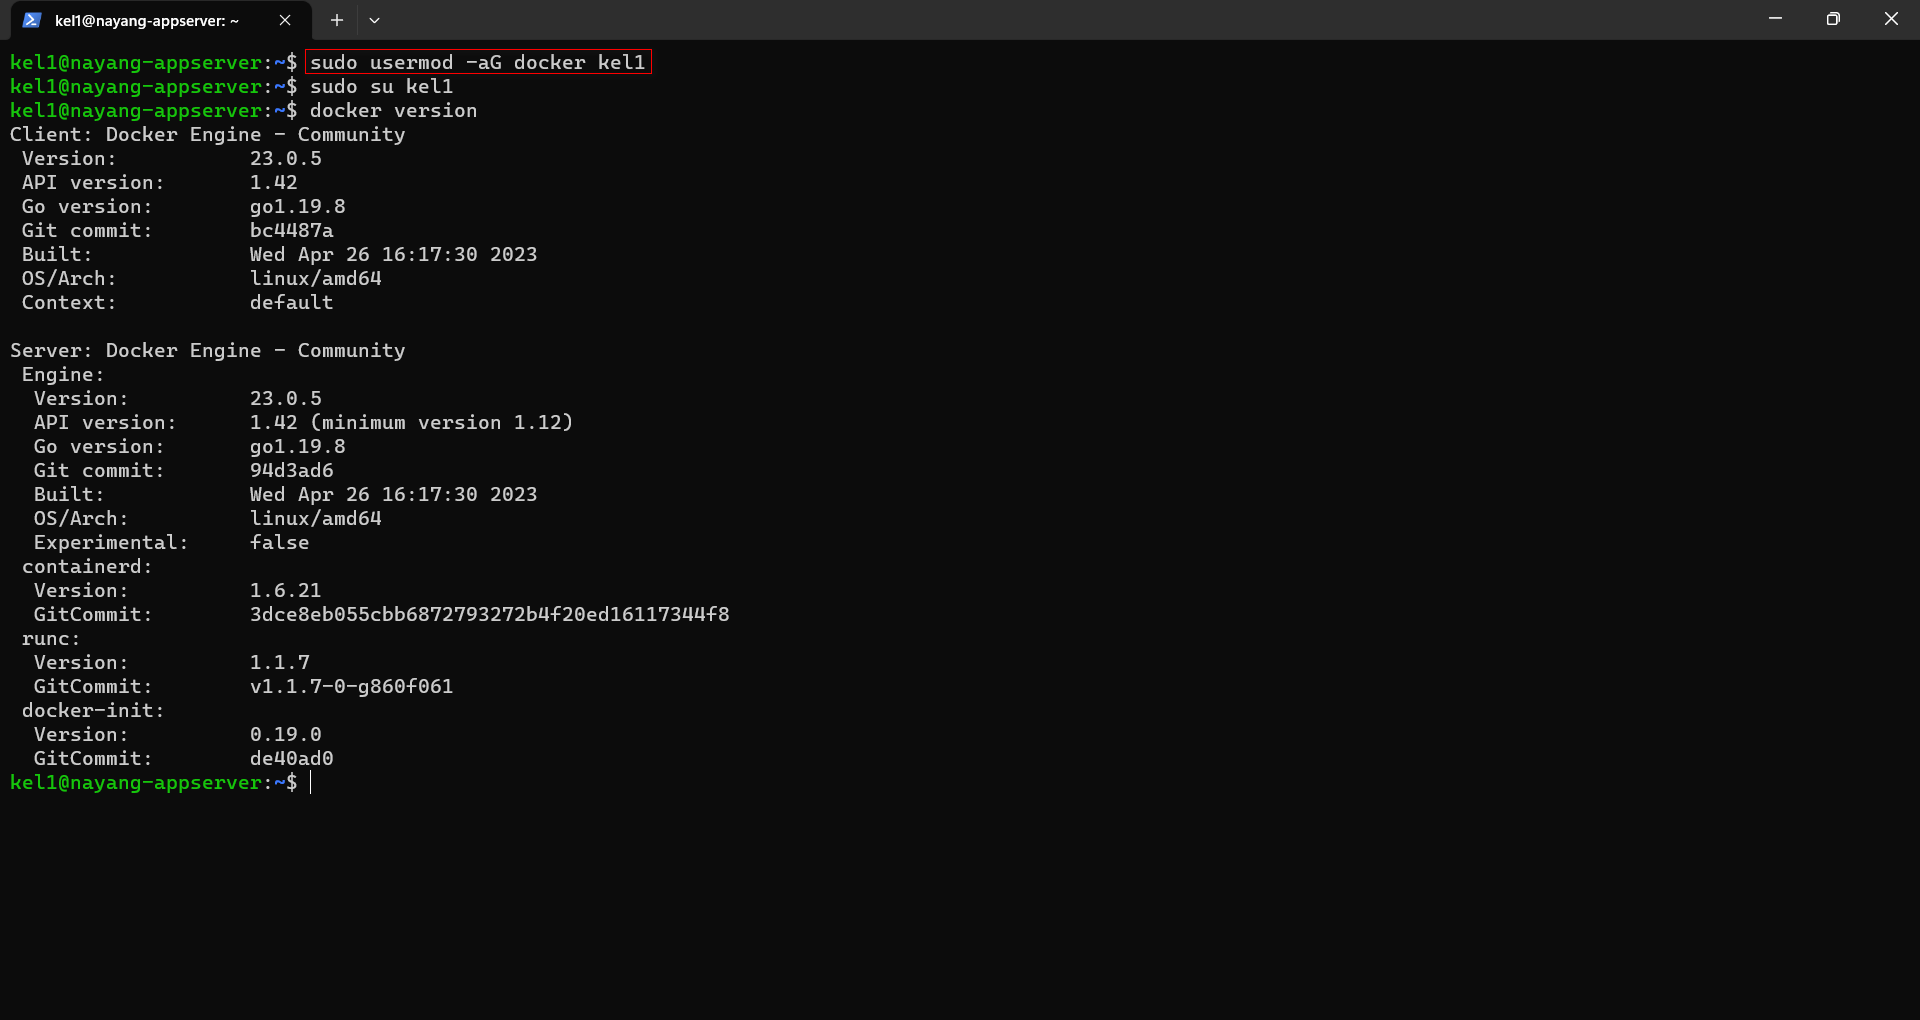 kel1@nayang-appserver: ~
kel1@nayang-appserver:~$ sudo usermod -aG docker kel1
kel1@nayang-appserver:~$ sudo su kel1
kel1@nayang-appserver:~$ docker version
Client: Docker Engine - Community
 Version:           23.0.5
 API version:       1.42
 Go version:        go1.19.8
 Git commit:        bc4487a
 Built:             Wed Apr 26 16:17:30 2023
 OS/Arch:           linux/amd64
 Context:           default

Server: Docker Engine - Community
 Engine:
  Version:          23.0.5
  API version:      1.42 (minimum version 1.12)
  Go version:       go1.19.8
  Git commit:       94d3ad6
  Built:            Wed Apr 26 16:17:30 2023
  OS/Arch:          linux/amd64
  Experimental:     false
 containerd:
  Version:          1.6.21
  GitCommit:        3dce8eb055cbb6872793272b4f20ed16117344f8
 runc:
  Version:          1.1.7
  GitCommit:        v1.1.7-0-g860f061
 docker-init:
  Version:          0.19.0
  GitCommit:        de40ad0
kel1@nayang-appserver:~$